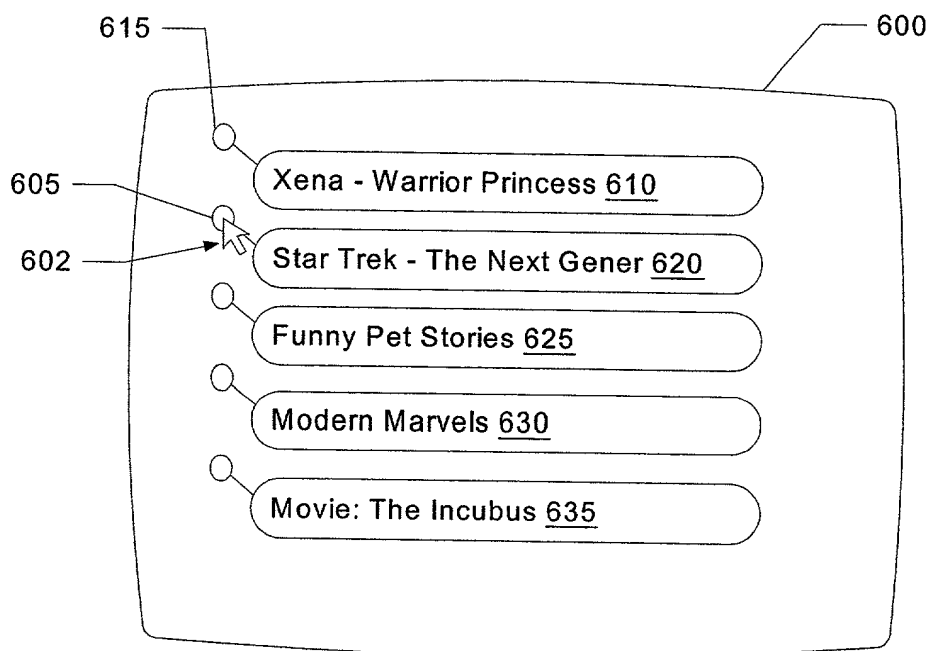 615
600
Xena - Warrior Princess 610
605
602
Star Trek - The Next Gener 620
Funny Pet Stories 625
Modern Marvels 630
Movie: The Incubus 635